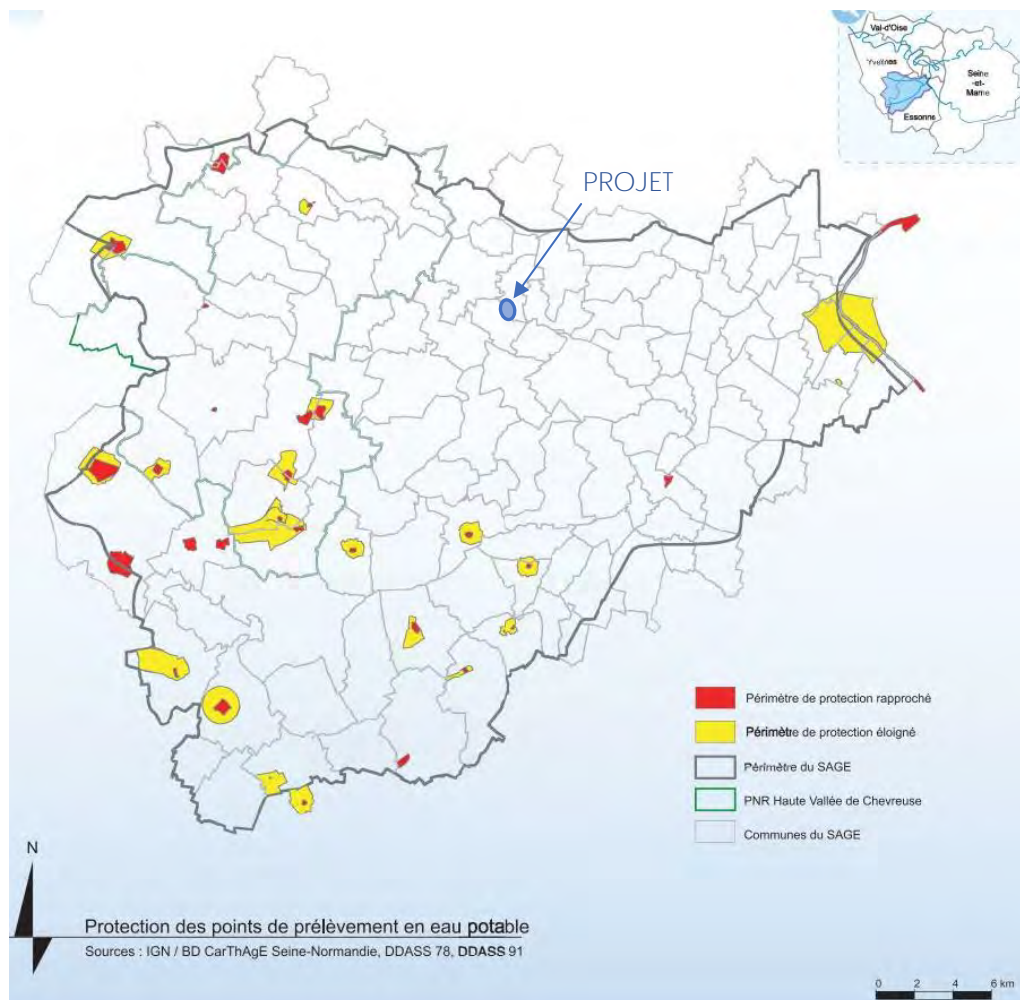 Val-d'Oise
Yvelines
Seine
-et-
Marne
Essonne
PROJET
Périmètre de protection rapproché
Périmètre de protection éloigné
Périmètre du SAGE
PNR Haute Vallée de Chevreuse
Communes du SAGE
N
Protection des points de prélèvement en eau potable
Sources : IGN / BD CarThAgE Seine-Normandie, DDASS 78, DDASS 91
0 2 4 6 km